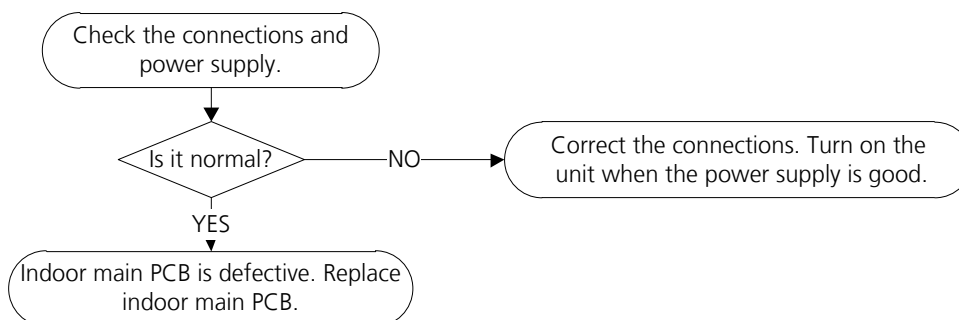 Check the connections and
power supply.
Is it normal?
NO
Correct the connections. Turn on the
unit when the power supply is good.
YES
Indoor main PCB is defective. Replace
indoor main PCB.